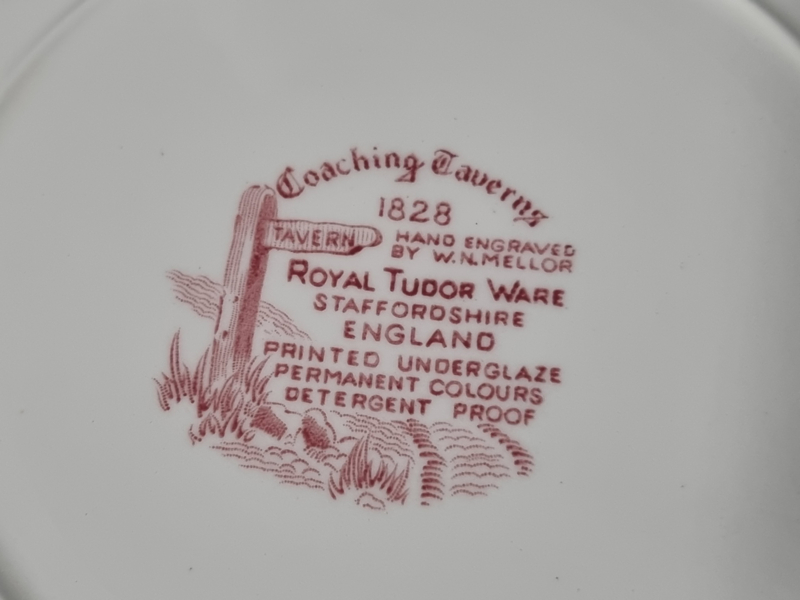 Coaching Taverns
1828
TAVERN
HAND ENGRAVED
BY W.N.MELLOR
ROYAL TUDOR WARE
STAFFORDSHIRE
ENGLAND
PRINTED UNDERGLAZE
PERMANENT COLOURS
DETERGENT PROOF